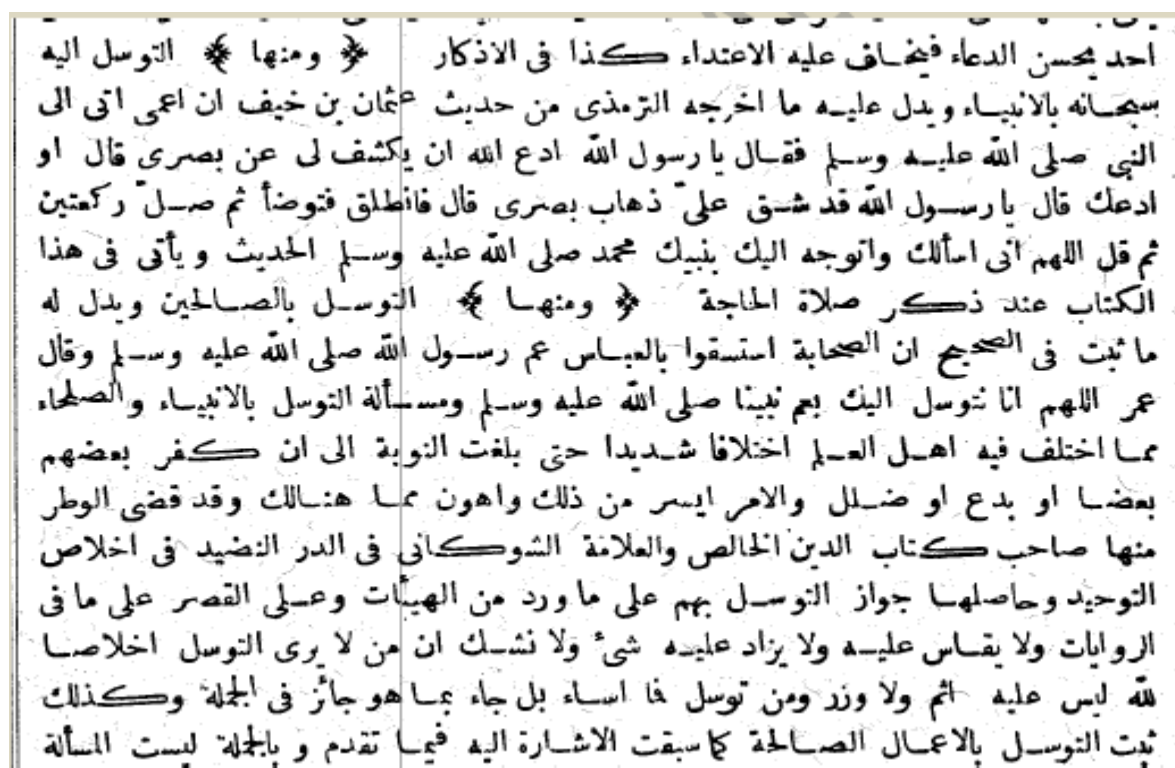 احد يحسن الدعاء فيخاف عليه الاعتداء كذا فى الاذكار ﴿ ومنها ﴾ التوسل اليه
سبحانه بالانبياء ويدل عليه ما اخرجه الترمذى من حديث عثمان بن خيف ان اعمى اتى الى
النبى صلى الله عليه وسلم فقال يا رسول الله ادع الله ان يكشف لى عن بصرى قال او
ادعك قال يا رسول الله قد شق علىّ ذهاب بصرى قال فانطلق فتوضأ ثم صلّ ركعتين
ثم قل اللهم انى اسألك واتوجه اليك بنبيك محمد صلى الله عليه وسلم الحديث ويأتى فى هذا
الكتاب عند ذكر صلاة الحاجة ﴿ ومنها ﴾ التوسل بالصالحين ويدل له
ما ثبت فى الصحيح ان الصحابة استسقوا بالعباس عم رسول الله صلى الله عليه وسلم وقال
عمر اللهم انا نتوسل اليك بعم نبينا صلى الله عليه وسلم ومسألة التوسل بالانبياء والصلحاء
مما اختلف فيه اهل العلم اختلافا شديدا حتى بلغت النوبة الى ان كفر بعضهم
بعضا او بدع او ضلل والامر ايسر من ذلك واهون مما هنالك وقد قضى الوطر
منها صاحب كتاب الدين الخالص والعلامة الشوكانى فى الدر النضيد فى اخلاص
التوحيد وحاصلها جواز التوسل بهم على ما ورد من الهيئات وعلى القصر على ما فى
الروايات ولا يقاس عليه ولا يزاد عليه شئ ولا نشك ان من لا يرى التوسل اخلاصا
لله ليس عليه اثم ولا وزر ومن توسل فما اساء بل جاء بما هو جائز فى الجملة وكذلك
ثبت التوسل بالاعمال الصالحة كما سبقت الاشارة اليه فيما تقدم و بالجملة ليست المسألة